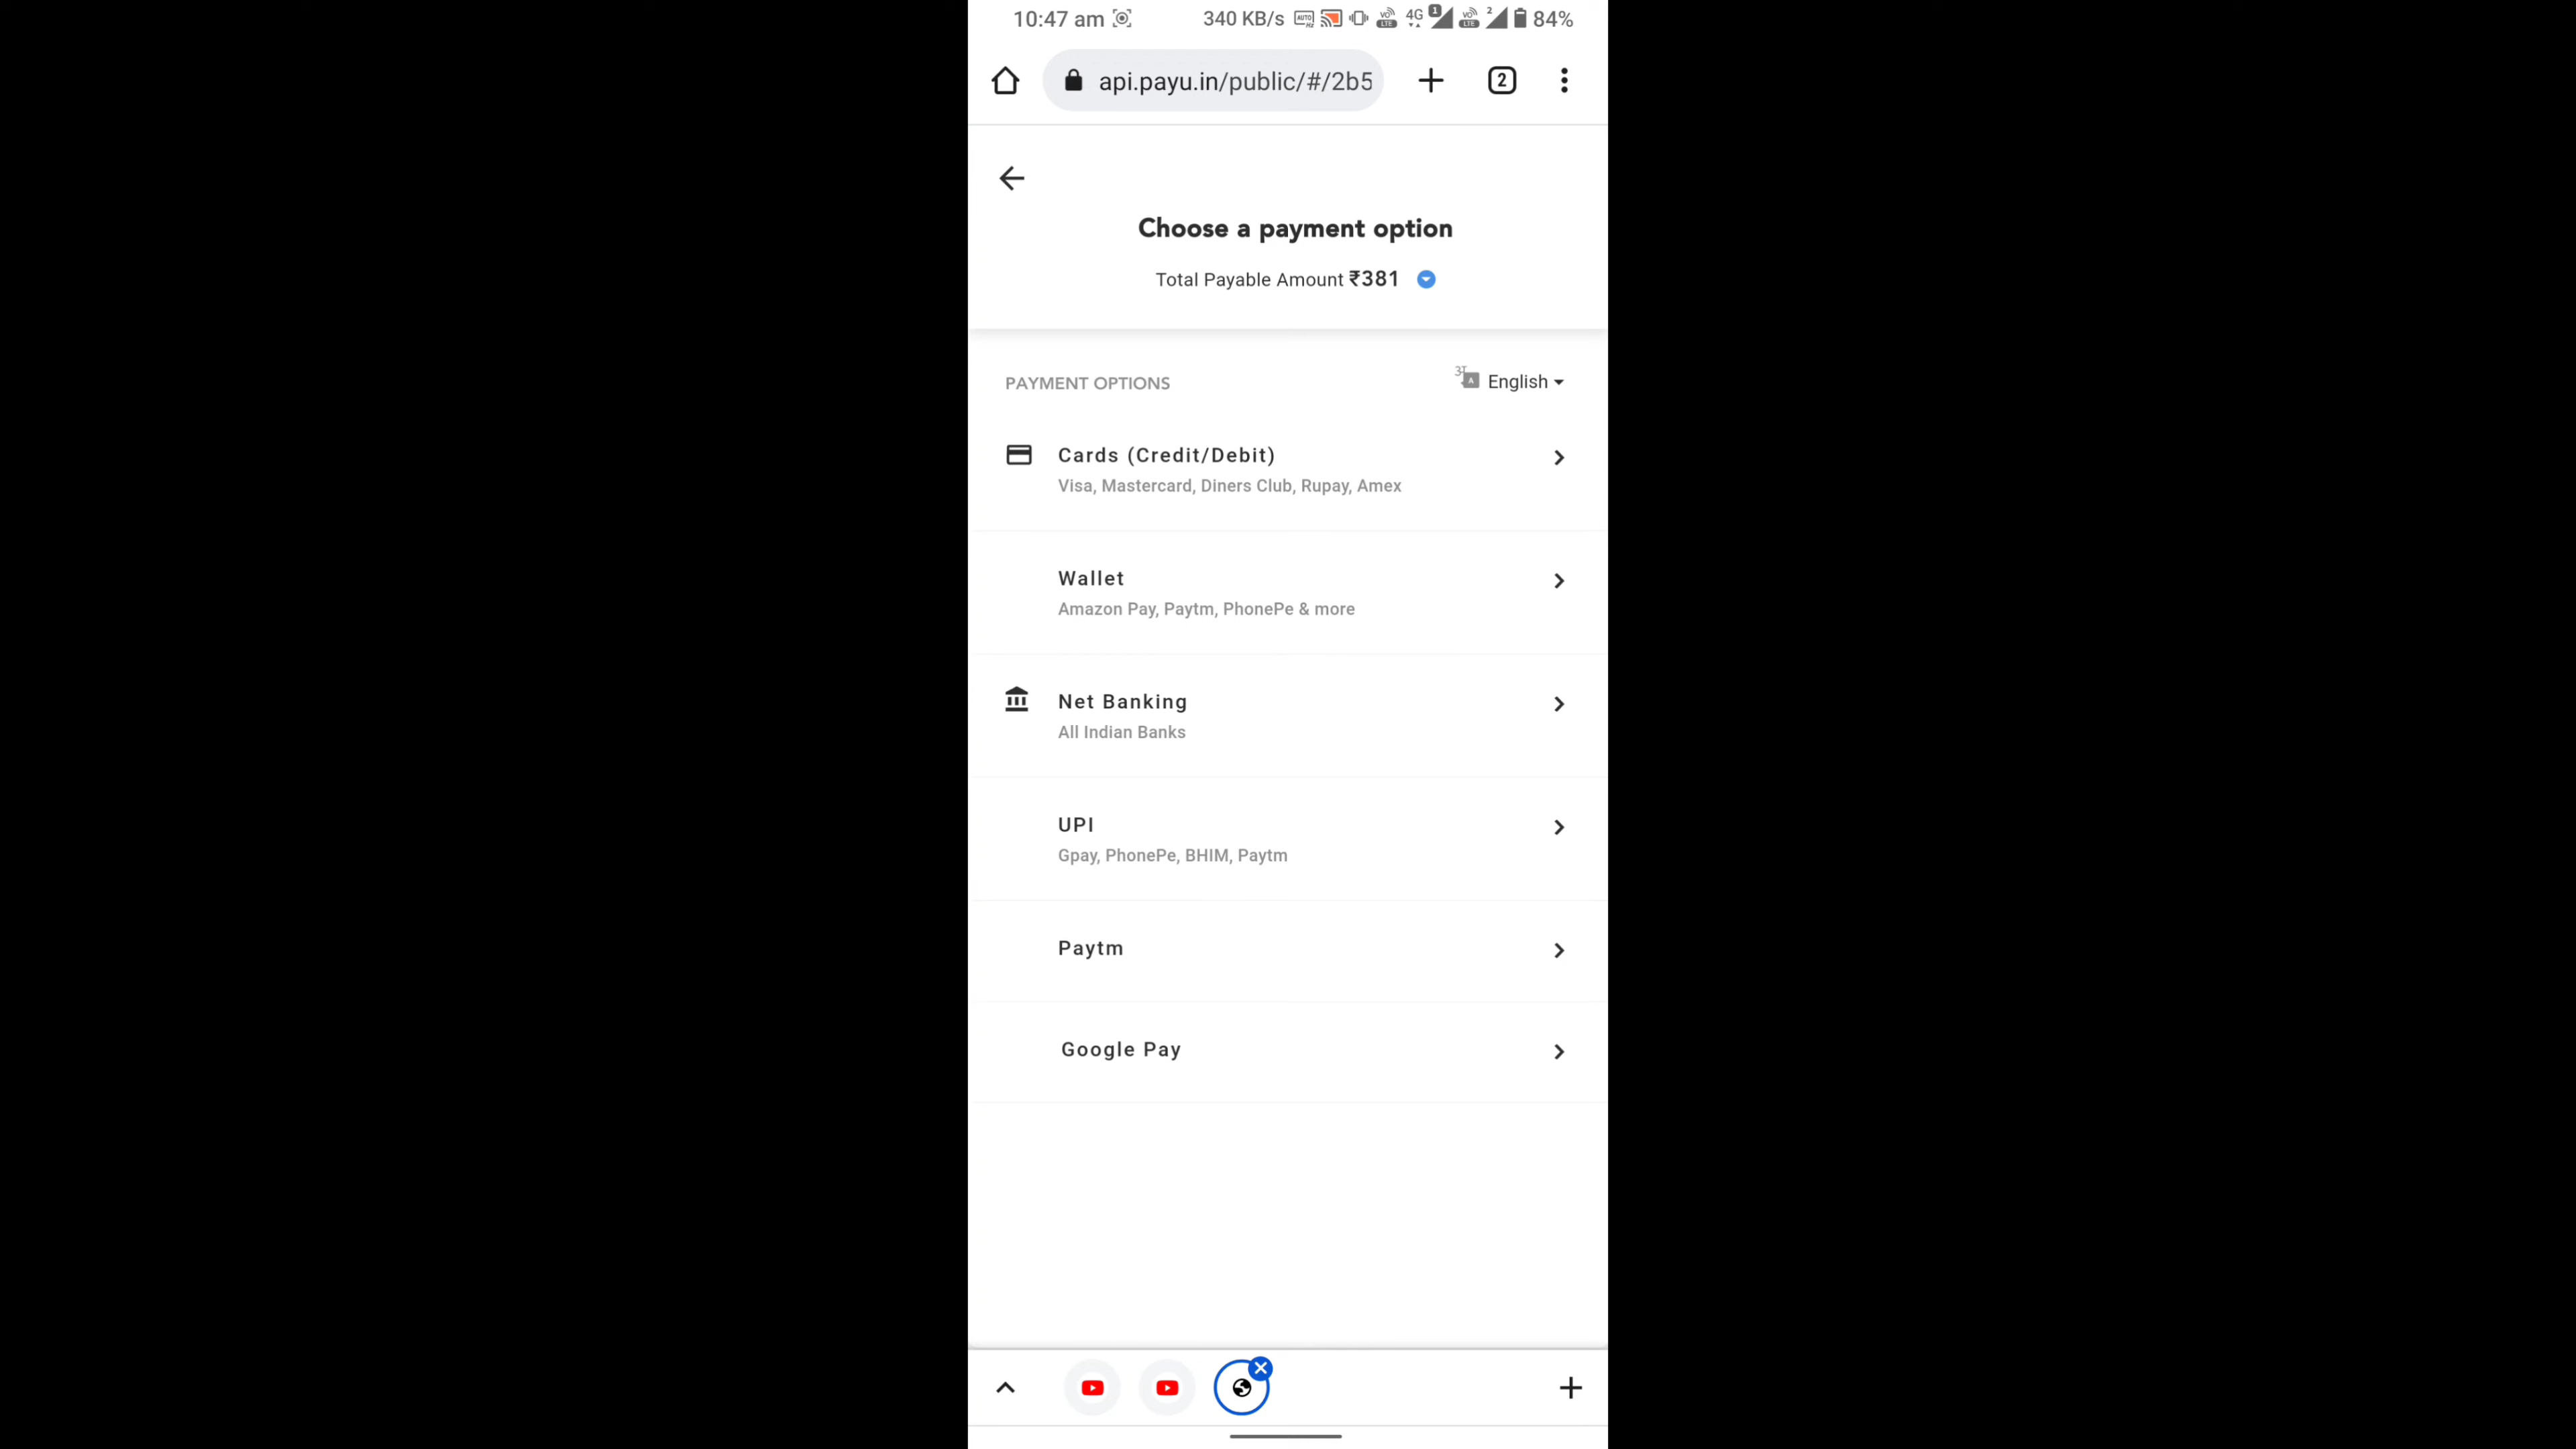 10:47 am 340 KB/s 4G 1 2 84%
api.payu.in/public/#/2b5 2
Choose a payment option
Total Payable Amount ₹381
PAYMENT OPTIONS
English
Cards (Credit/Debit)
Visa, Mastercard, Diners Club, Rupay, Amex
Wallet
Amazon Pay, Paytm, PhonePe & more
Net Banking
All Indian Banks
UPI
Gpay, PhonePe, BHIM, Paytm
Paytm
Google Pay